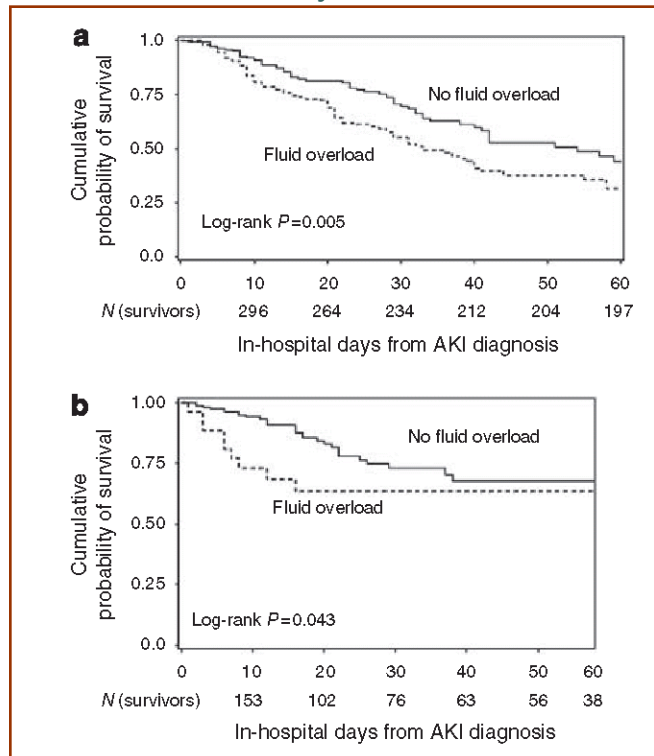 a
1.0
0.75
0.50
0.25
0.0
Cumulative
probability of survival
No fluid overload
Fluid overload
Log-rank P=0.005
0 10 20 30 40 50 60
N (survivors) 296 264 234 212 204 197
In-hospital days from AKI diagnosis
b
1.00
0.75
0.50
0.25
0.0
Cumulative
probability of survival
No fluid overload
Fluid overload
Log-rank P=0.043
0 10 20 30 40 50 60
N (survivors) 153 102 76 63 56 38
In-hospital days from AKI diagnosis